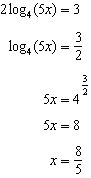 2log₄(5x) = 3
log₄(5x) = 3/2
5x = 4^(3/2)
5x = 8
x = 8/5